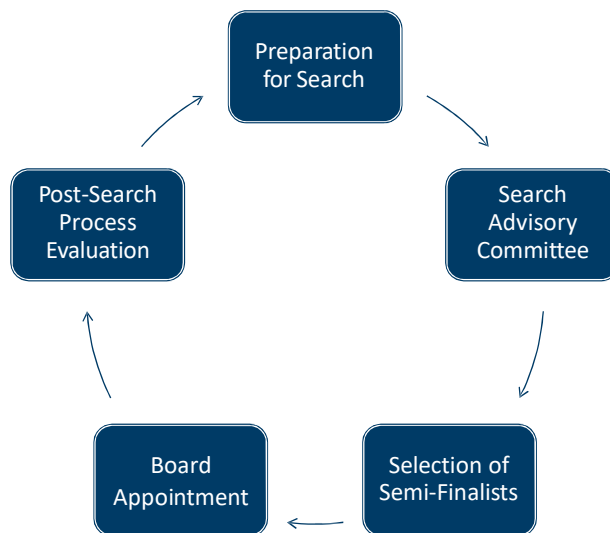 Preparation
for Search
Search
Advisory
Committee
Selection of
Semi-Finalists
Board
Appointment
Post-Search
Process
Evaluation